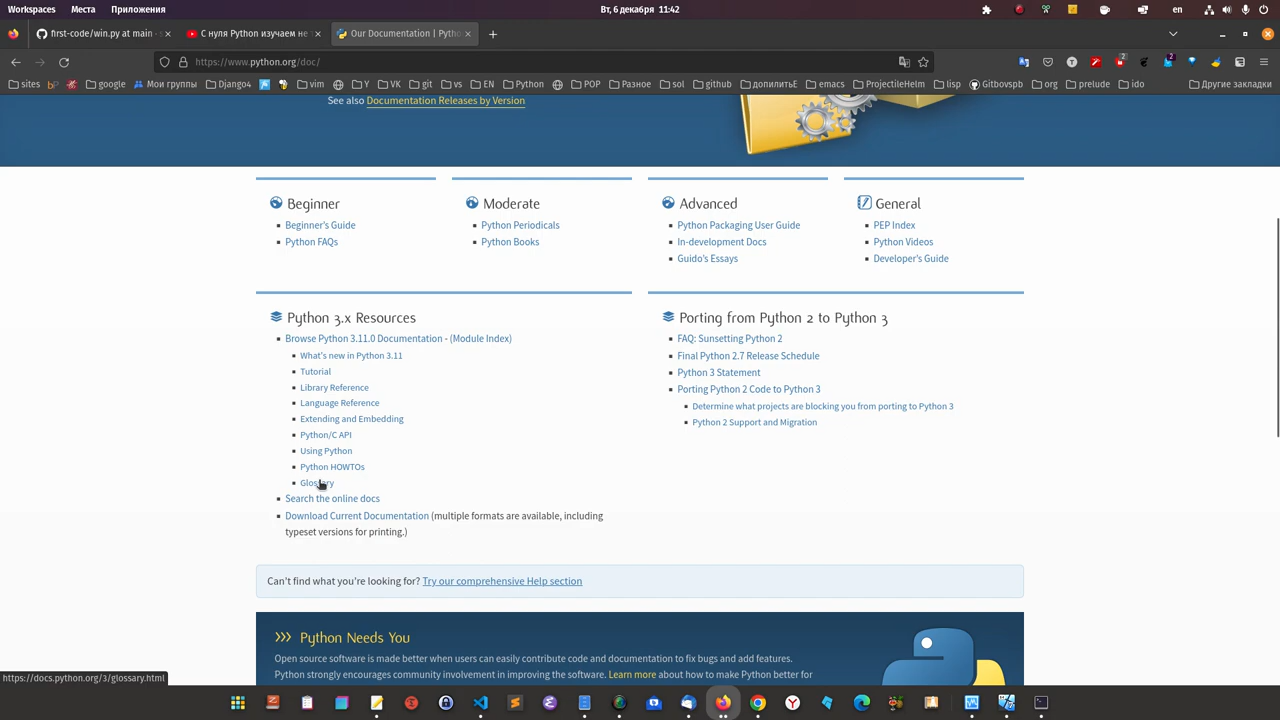 Workspaces Места Приложения Вт, 6 декабря 11:42 en
first-code/win.py at main · s С нуля Python изучаем не т Our Documentation | Pytho
https://www.python.org/doc/
sites вб google Мои группы Django4 vim Y VK git vs EN Python POP Разное sol github допилитьE emacs ProjectileHelm lisp Gitbovspb org prelude ido Другие закладки
See also Documentation Releases by Version
Beginner
Beginner's Guide
Python FAQs
Moderate
Python Periodicals
Python Books
Advanced
Python Packaging User Guide
In-development Docs
Guido's Essays
General
PEP Index
Python Videos
Developer's Guide
Python 3.x Resources
Browse Python 3.11.0 Documentation - (Module Index)
What's new in Python 3.11
Tutorial
Library Reference
Language Reference
Extending and Embedding
Python/C API
Using Python
Python HOWTOs
Glossary
Search the online docs
Download Current Documentation (multiple formats are available, including
typeset versions for printing.)
Porting from Python 2 to Python 3
FAQ: Sunsetting Python 2
Final Python 2.7 Release Schedule
Python 3 Statement
Porting Python 2 Code to Python 3
Determine what projects are blocking you from porting to Python 3
Python 2 Support and Migration
Can't find what you're looking for? Try our comprehensive Help section
>>> Python Needs You
Open source software is made better when users can easily contribute code and documentation to fix bugs and add features.
Python strongly encourages community involvement in improving the software. Learn more about how to make Python better for
https://docs.python.org/3/glossary.html